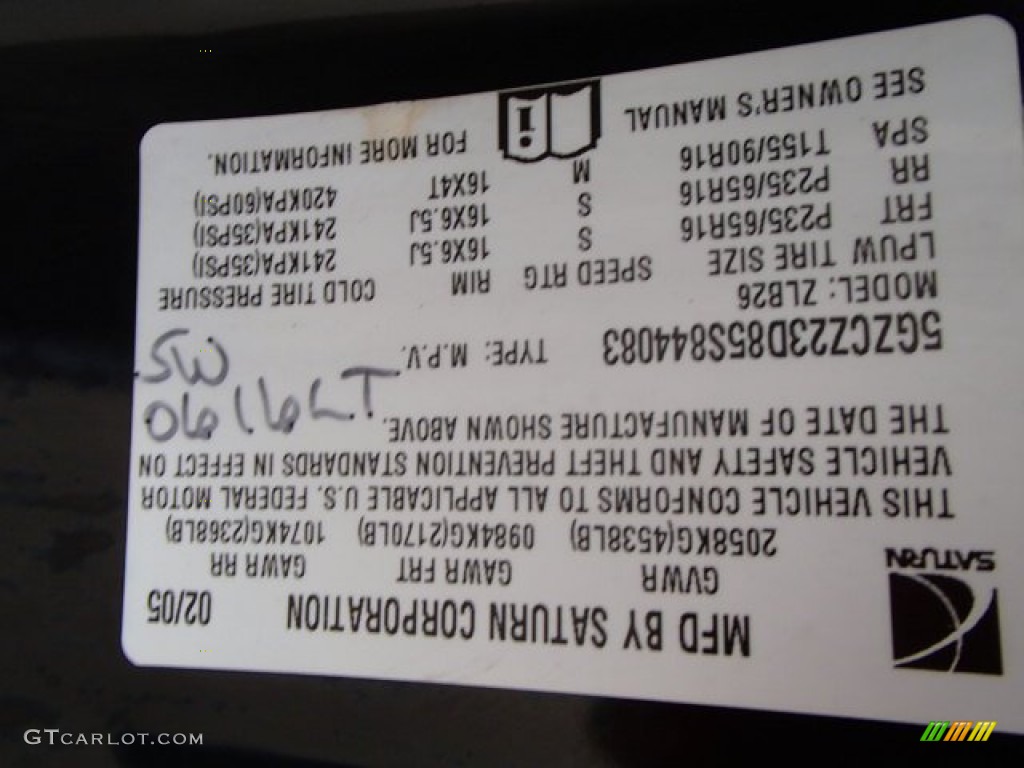 SATURN
MFD BY SATURN CORPORATION 02/05
GVWR GAWR FRT GAWR RR
2058KG(4538LB) 0984KG(2170LB) 1074KG(2368LB)
THIS VEHICLE CONFORMS TO ALL APPLICABLE U.S. FEDERAL MOTOR
VEHICLE SAFETY AND THEFT PREVENTION STANDARDS IN EFFECT ON
THE DATE OF MANUFACTURE SHOWN ABOVE.
5GZCZ23D85S844083 TYPE: M.P.V.
MODEL: ZLB26
LPUW TIRE SIZE SPEED RTG RIM COLD TIRE PRESSURE
FRT P235/65R16 S 16X6.5J 241KPA(35PSI)
RR P235/65R16 S 16X6.5J 241KPA(35PSI)
SPA T155/90R16 M 16X4T 420KPA(60PSI)
SEE OWNER'S MANUAL i FOR MORE INFORMATION.
GTCARLOT.COM